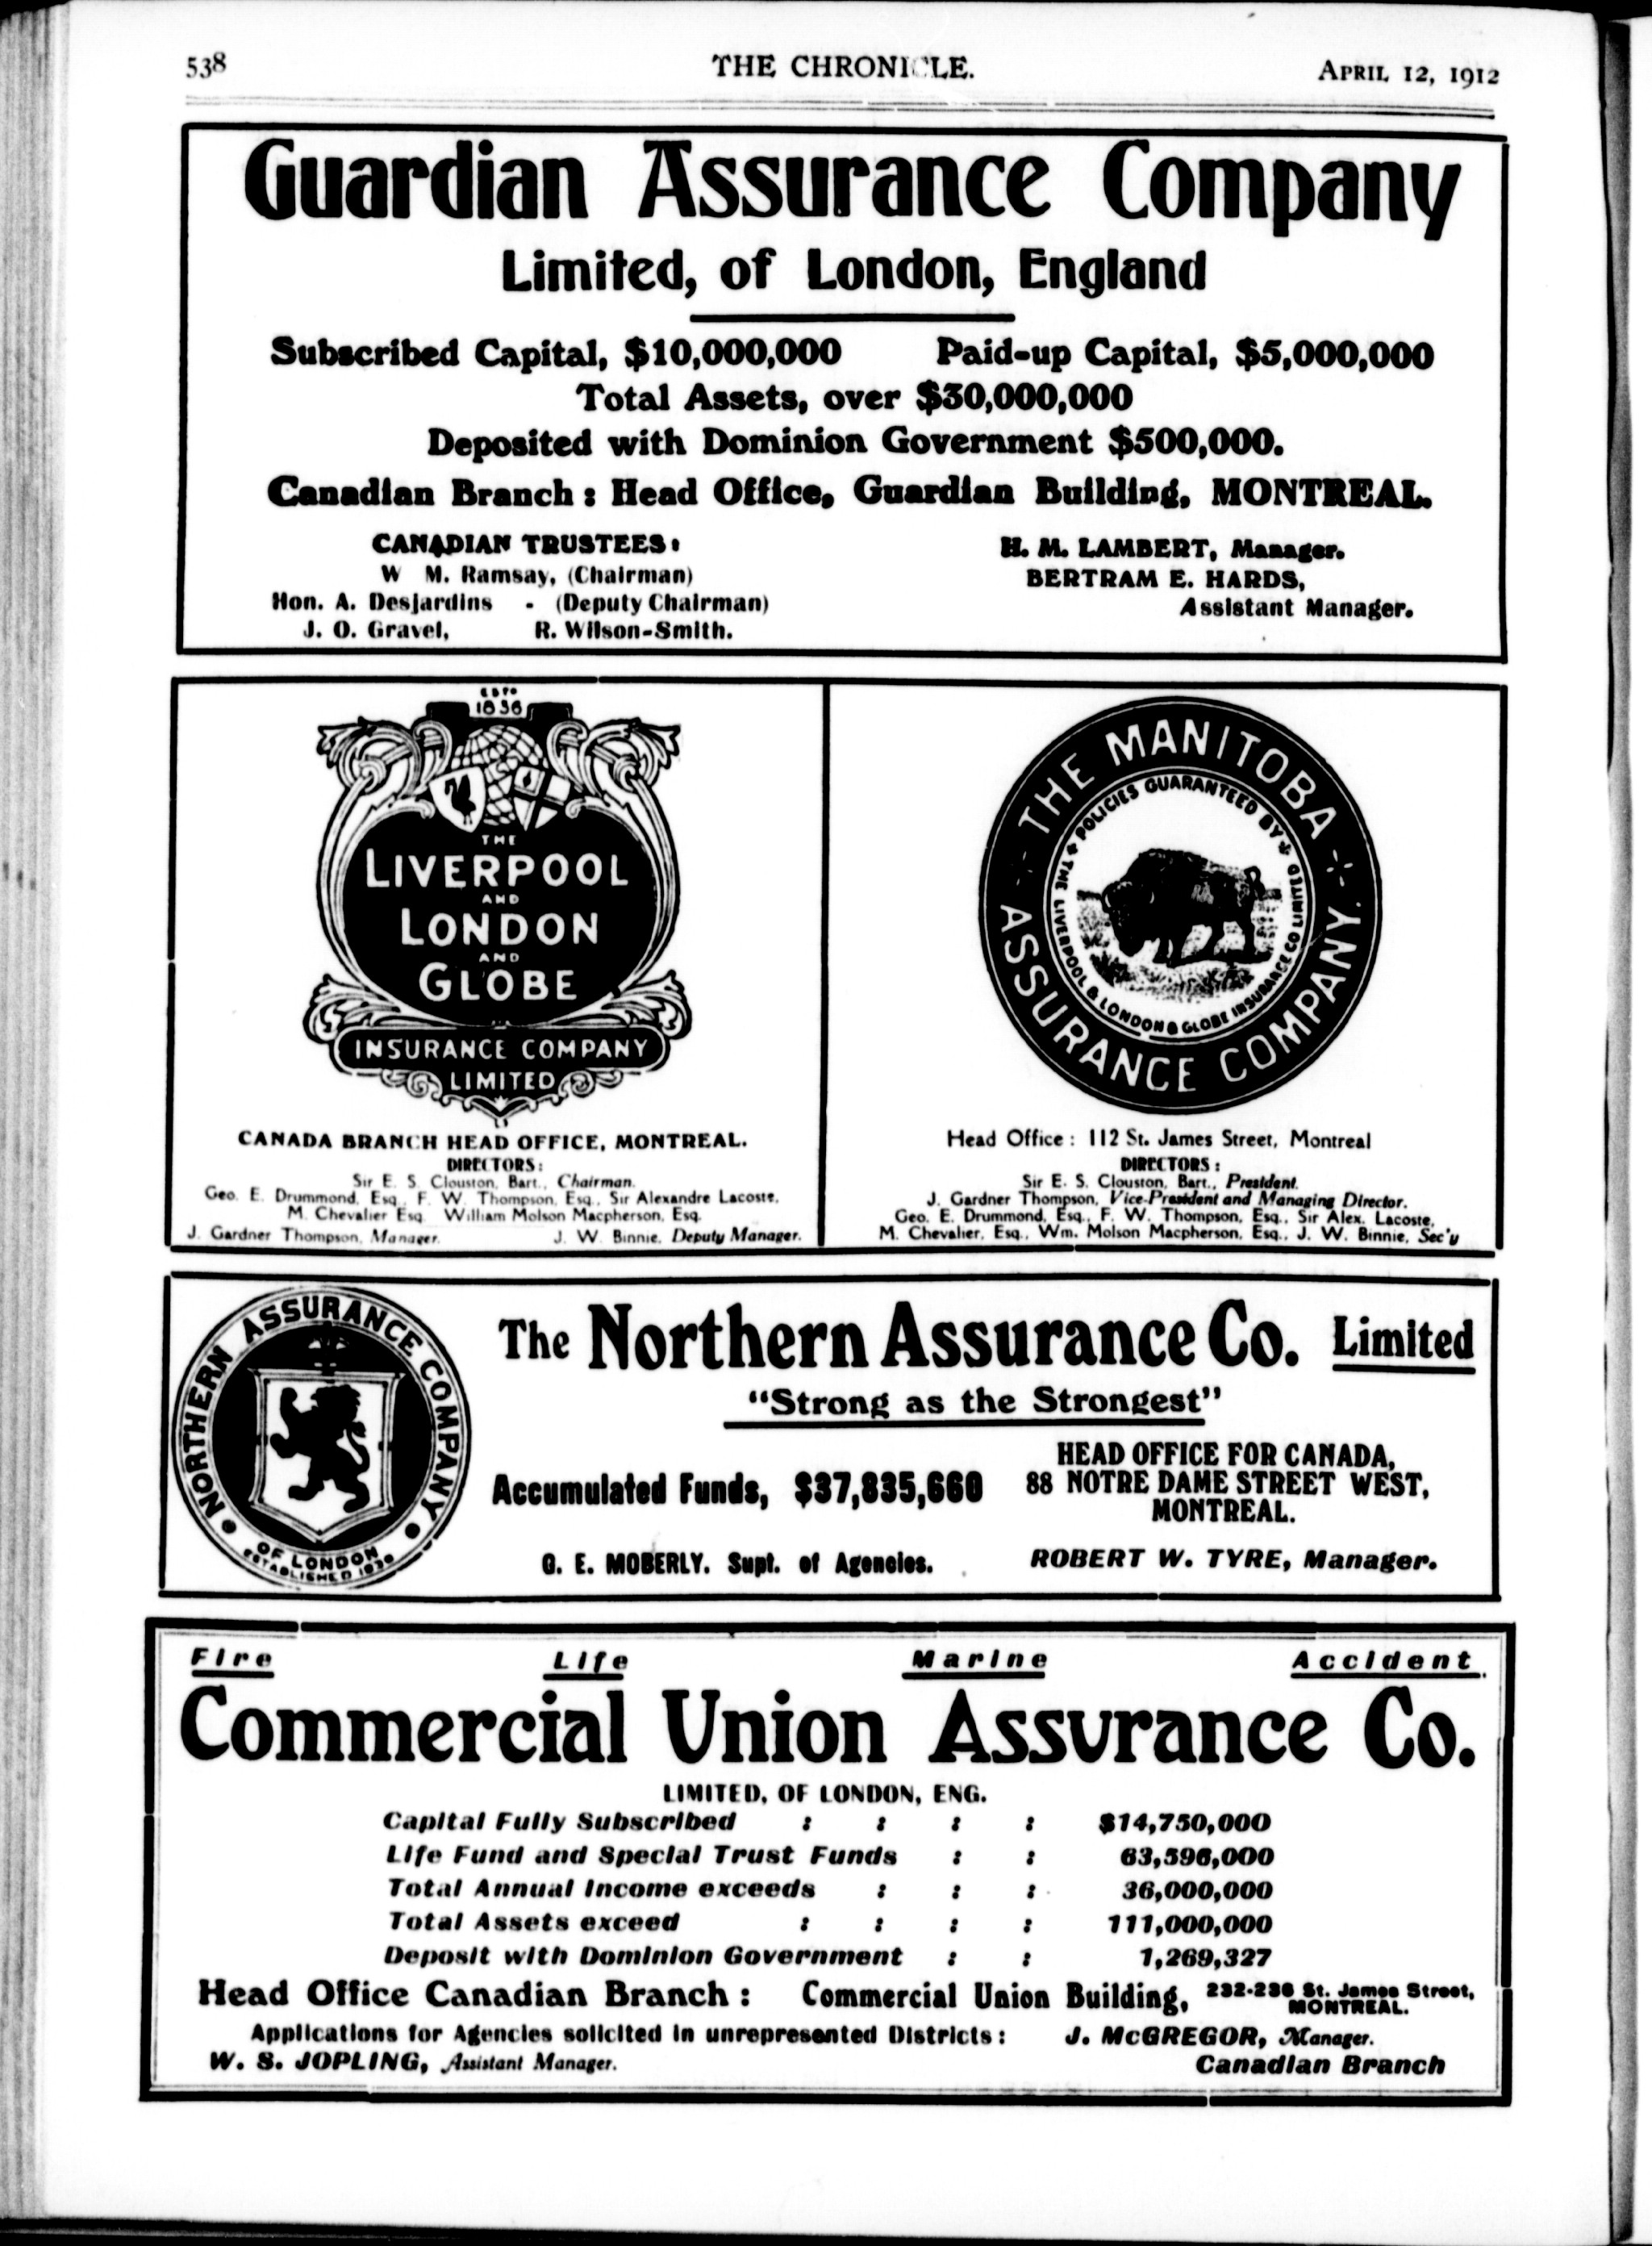 538 THE CHRONICLE. APRIL 12, 1912
Guardian Assurance Company
Limited, of London, England
Subscribed Capital, $10,000,000 Paid-up Capital, $5,000,000
Total Assets, over $30,000,000
Deposited with Dominion Government $500,000.
Canadian Branch : Head Office, Guardian Building, MONTREAL.
CANADIAN TRUSTEES :
W M. Ramsay, (Chairman)
Hon. A. Desjardins - (Deputy Chairman)
J. O. Gravel, R. Wilson-Smith.
H. M. LAMBERT, Manager.
BERTRAM E. HARDS,
Assistant Manager.
ESTD
1836
THE
LIVERPOOL
AND
LONDON
AND
GLOBE
INSURANCE COMPANY
LIMITED
CANADA BRANCH HEAD OFFICE, MONTREAL.
DIRECTORS :
Sir E. S. Clouston, Bart., Chairman.
Geo. E. Drummond, Esq., F. W. Thompson, Esq., Sir Alexandre Lacoste,
M. Chevalier Esq. William Molson Macpherson, Esq.
J. Gardner Thompson, Manager. J. W. Binnie, Deputy Manager.
THE MANITOBA
ASSURANCE COMPANY.
POLICIES GUARANTEED BY
THE LIVERPOOL & LONDON & GLOBE INSURANCE CO LIMITED
Head Office : 112 St. James Street, Montreal
DIRECTORS :
Sir E. S. Clouston, Bart., President.
J. Gardner Thompson, Vice-President and Managing Director.
Geo. E. Drummond, Esq., F. W. Thompson, Esq., Sir Alex. Lacoste,
M. Chevalier, Esq., Wm. Molson Macpherson, Esq., J. W. Binnie, Sec'y
NORTHERN ASSURANCE COMPANY
OF LONDON
ESTABLISHED 1836
The Northern Assurance Co. Limited
"Strong as the Strongest"
Accumulated Funds, $37,835,660
HEAD OFFICE FOR CANADA,
88 NOTRE DAME STREET WEST,
MONTREAL.
G. E. MOBERLY. Supt. of Agencies. ROBERT W. TYRE, Manager.
Fire Life Marine Accident
Commercial Union Assurance Co.
LIMITED, OF LONDON, ENG.
Capital Fully Subscribed : : : : $14,750,000
Life Fund and Special Trust Funds : : 63,596,000
Total Annual Income exceeds : : : 36,000,000
Total Assets exceed : : : : 111,000,000
Deposit with Dominion Government : : 1,269,327
Head Office Canadian Branch : Commercial Union Building, 232-236 St. James Street,
MONTREAL.
Applications for Agencies solicited in unrepresented Districts : J. McGREGOR, Manager.
W. S. JOPLING, Assistant Manager. Canadian Branch